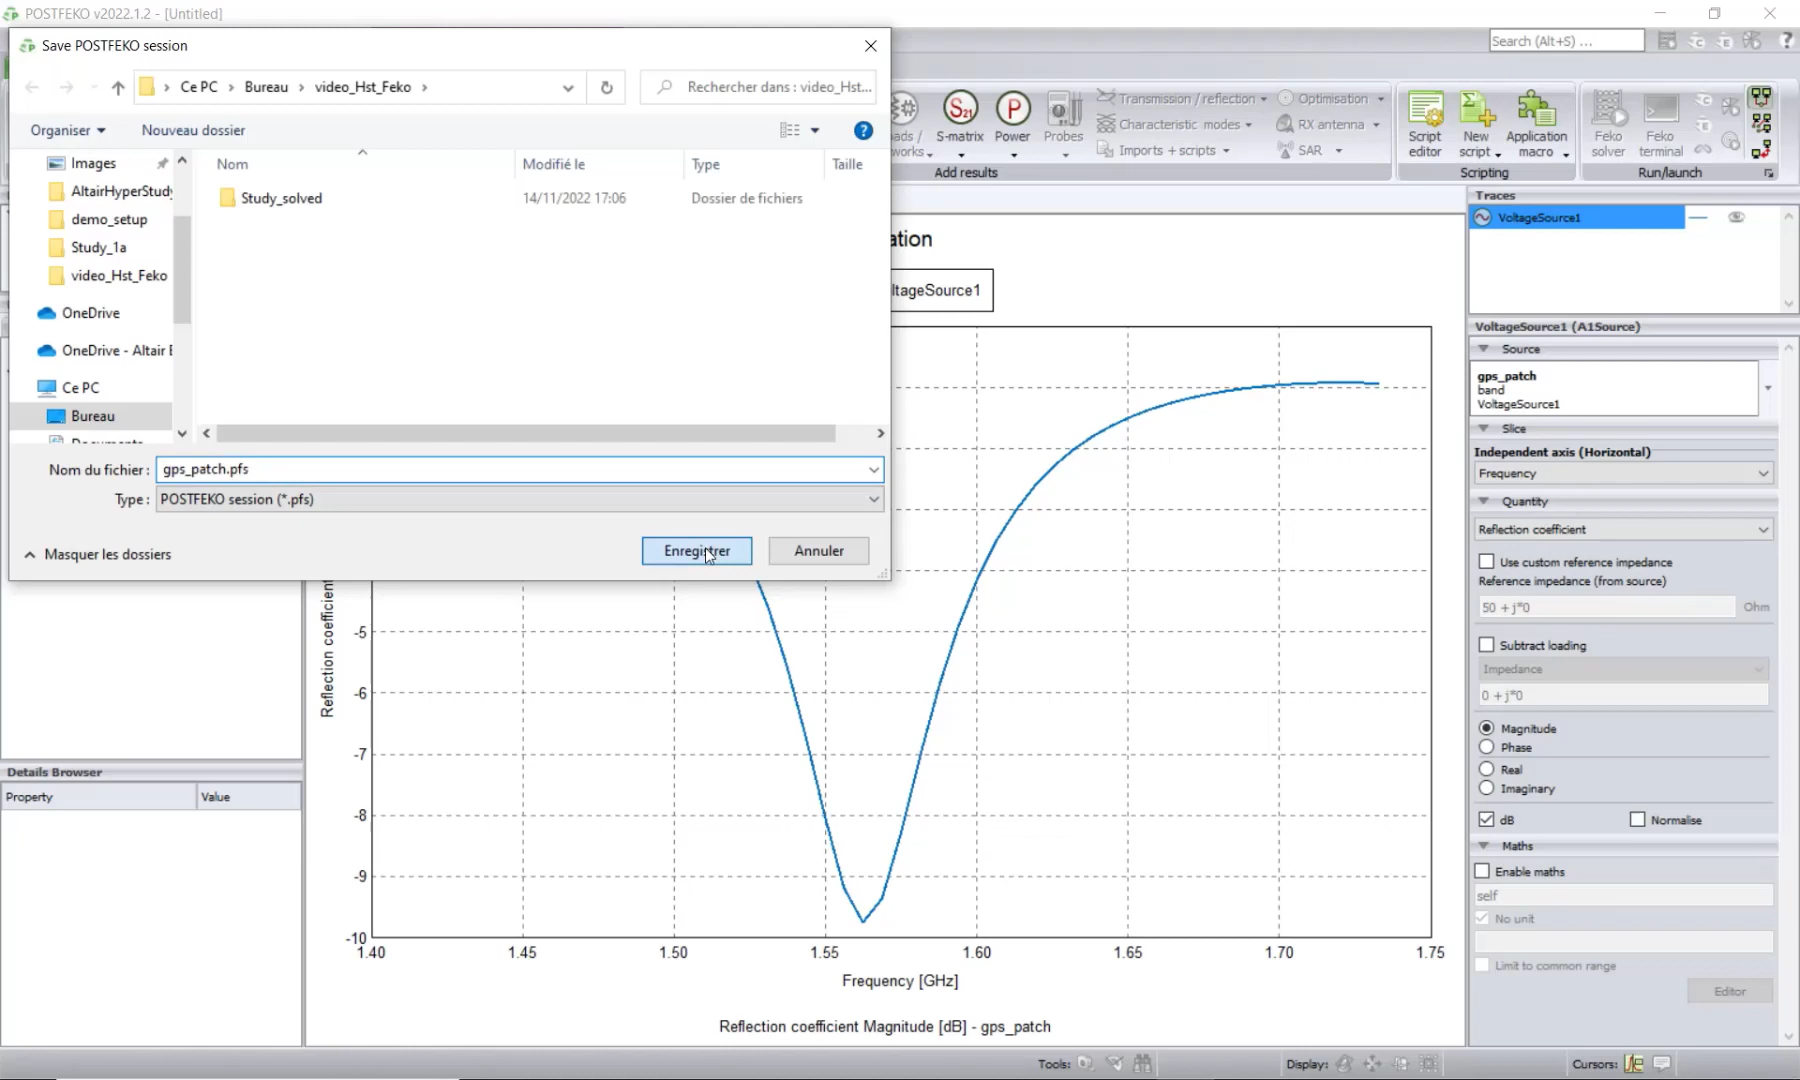 POSTFEKO v2022.1.2 - [Untitled]
Save POSTFEKO session
Search (Alt+S) ...
Ce PC > Bureau > video_Hst_Feko >
Rechercher dans : video_Hst...
Organiser
Nouveau dossier
Nom
Modifié le
Type
Taille
Images
AltairHyperStudy
demo_setup
Study_1a
video_Hst_Feko
OneDrive
OneDrive - Altair E
Ce PC
Bureau
Study_solved
14/11/2022 17:06
Dossier de fichiers
Nom du fichier :
gps_patch.pfs
Type :
POSTFEKO session (*.pfs)
Masquer les dossiers
Enregistrer
Annuler
S21
S-matrix
P
Power
Probes
Transmission / reflection
Characteristic modes
Imports + scripts
Optimisation
RX antenna
SAR
Add results
Script editor
New script
Application macro
Scripting
Feko solver
Feko terminal
Run/launch
ation
ltageSource1
Reflection coefficient
-5
-6
-7
-8
-9
-10
1.40
1.45
1.50
1.55
1.60
1.65
1.70
1.75
Frequency [GHz]
Reflection coefficient Magnitude [dB] - gps_patch
Details Browser
Property
Value
Traces
VoltageSource1
VoltageSource1 (A1Source)
Source
gps_patch
band
VoltageSource1
Slice
Independent axis (Horizontal)
Frequency
Quantity
Reflection coefficient
Use custom reference impedance
Reference impedance (from source)
50 + j*0
Ohm
Subtract loading
Impedance
0 + j*0
Magnitude
Phase
Real
Imaginary
dB
Normalise
Maths
Enable maths
self
No unit
Limit to common range
Editor
Tools:
Display:
Cursors: